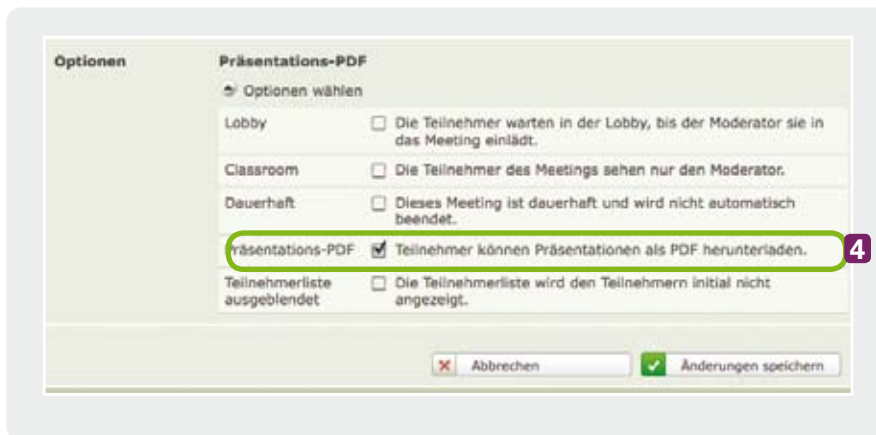 Optionen
Präsentations-PDF
Optionen wählen
Lobby
Die Teilnehmer warten in der Lobby, bis der Moderator sie in
das Meeting einlädt.
Classroom
Die Teilnehmer des Meetings sehen nur den Moderator.
Dauerhaft
Dieses Meeting ist dauerhaft und wird nicht automatisch
beendet.
Präsentations-PDF
Teilnehmer können Präsentationen als PDF herunterladen.
4
Teilnehmerliste
ausgeblendet
Die Teilnehmerliste wird den Teilnehmern initial nicht
angezeigt.
Abbrechen
Änderungen speichern